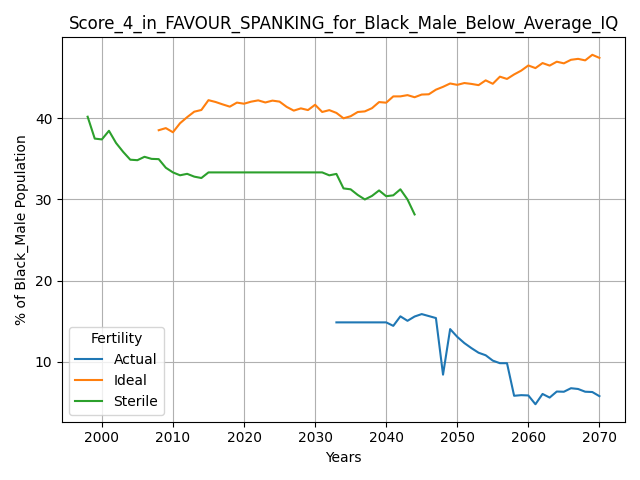 Score_4_in_FAVOUR_SPANKING_for_Black_Male_Below_Average_IQ
% of Black_Male Population
40
30
20
10
Fertility
Actual
Ideal
Sterile
2000 2010 2020 2030 2040 2050 2060 2070
Years